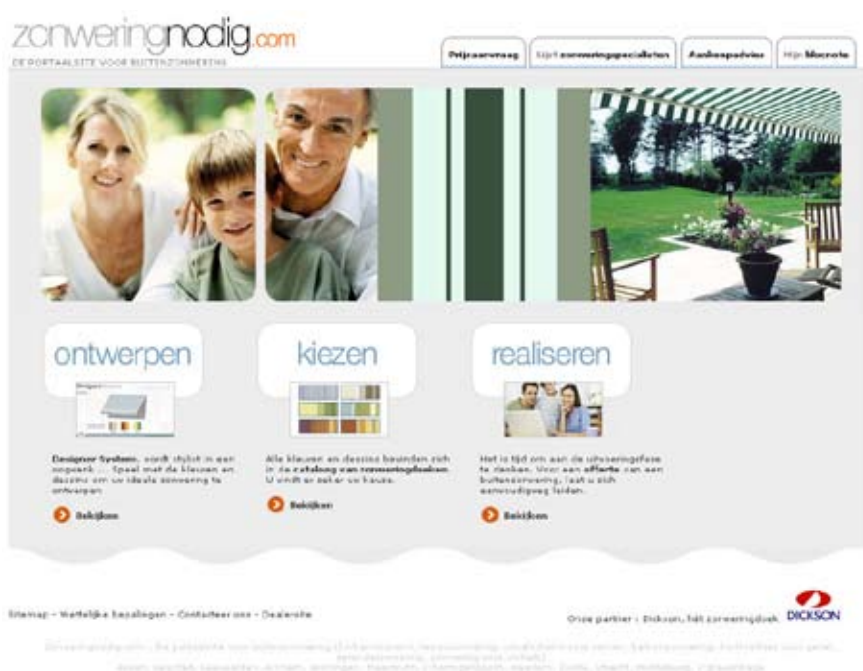 zonweringnodig.com
DE PORTAALSITE VOOR BUITENZONWERING
Prijsaanvraag
Lijst zonweringspecialisten
Aankoopadvies
Mijn blocnote
ontwerpen
kiezen
realiseren
Designer System, wordt stylist in een
oogwenk ... Speel met de kleuren en
dessins om uw ideale zonwering te
ontwerpen
Bekijken
Alle kleuren en dessins bevinden zich
in de cataloog van zonweringdoeken.
U vindt er zeker uw keuze.
Bekijken
Het is tijd om aan de uitvoeringsfase
te denken. Voor een offerte van een
buitenzonwering, laat u zich
eenvoudigweg leiden.
Bekijken
Sitemap - Wettelijke bepalingen - Contacteer ons - Dealersite
Onze partner : Dickson, hét zonweringdoek.
DICKSON